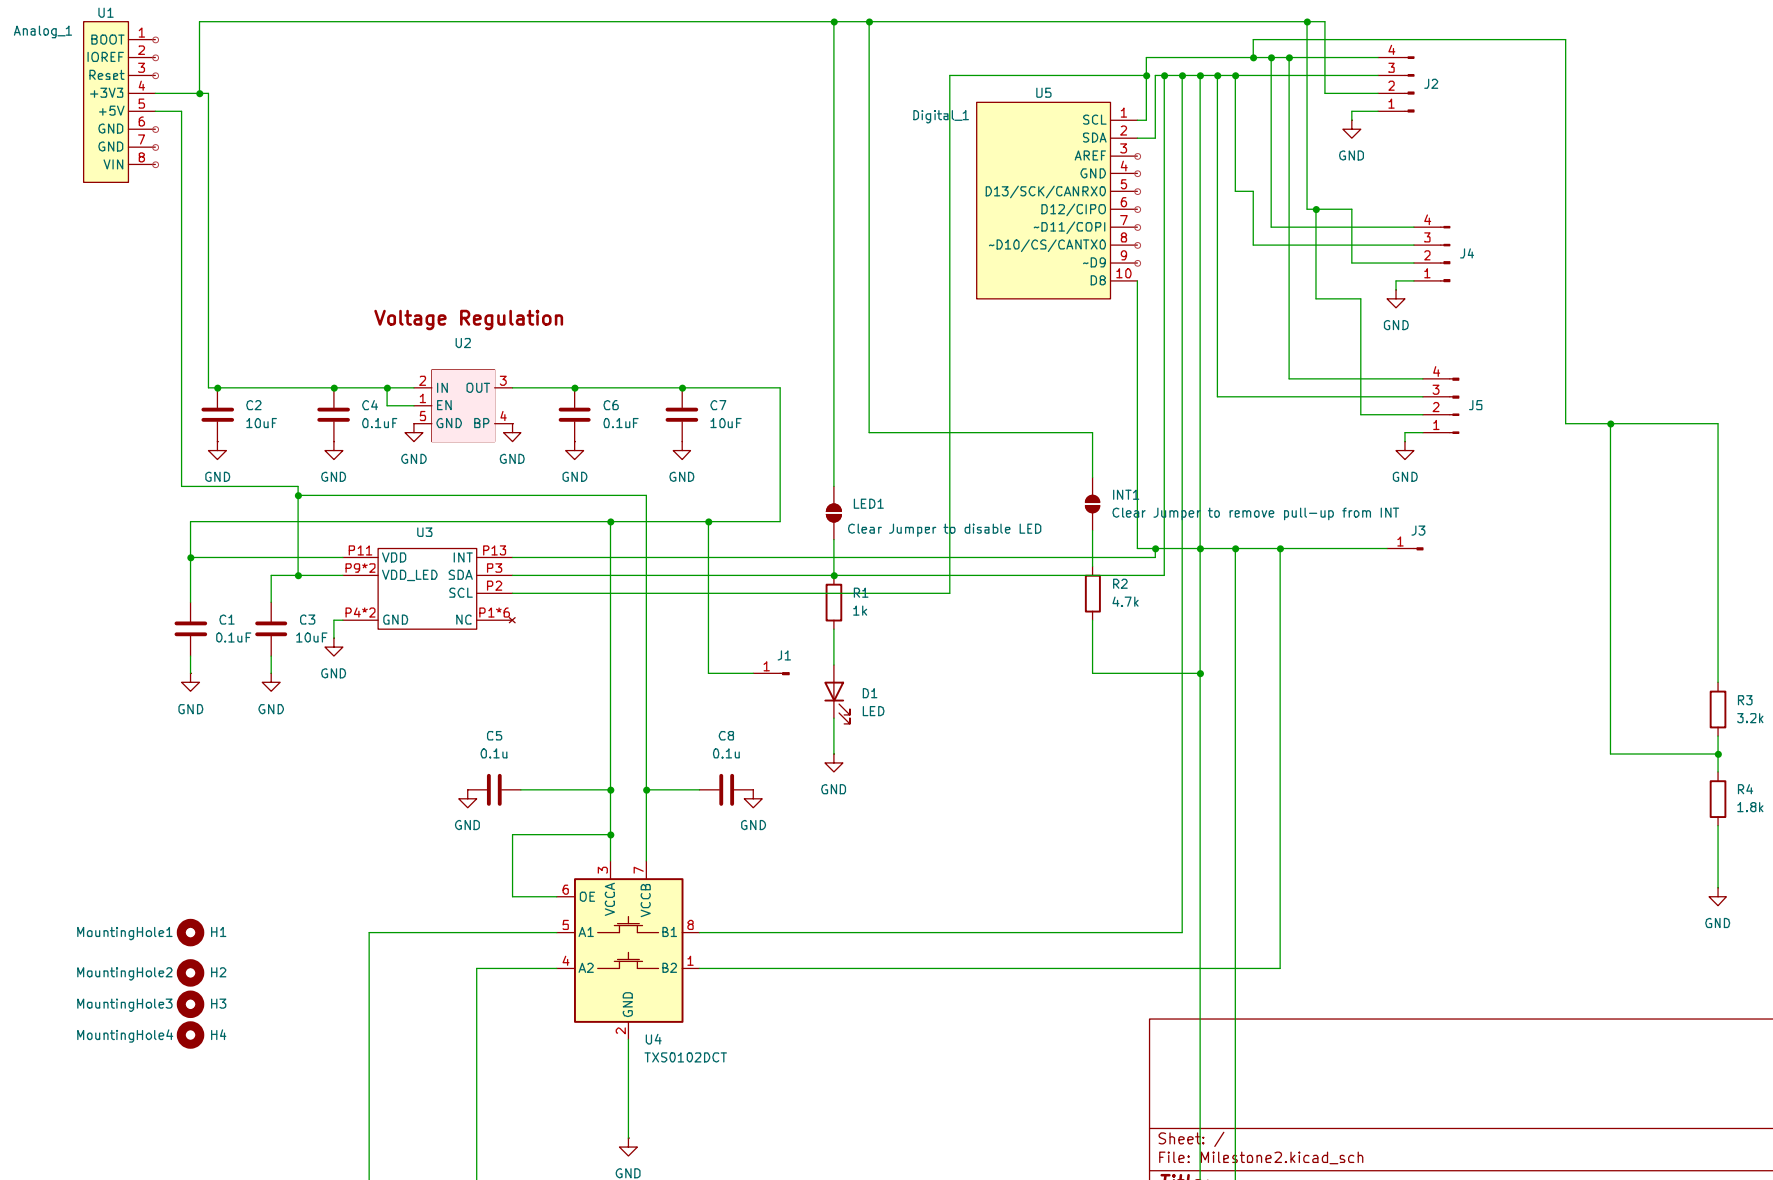 U1
Analog_1
BOOT 1
IOREF 2
Reset 3
+3V3 4
+5V 5
GND 6
GND 7
VIN 8
U5
Digital_1
SCL 1
SDA 2
AREF 3
GND 4
D13/SCK/CANRX0 5
D12/CIPO 6
~D11/COPI 7
~D10/CS/CANTX0 8
~D9 9
D8 10
4
3
2
1
J2
GND
4
3
2
1
J4
GND
4
3
2
1
J5
GND
Voltage Regulation
U2
2 IN OUT 3
1 EN
5 GND BP 4
GND
GND
C2
10uF
GND
C4
0.1uF
GND
C6
0.1uF
GND
C7
10uF
GND
LED1
Clear Jumper to disable LED
INT1
Clear Jumper to remove pull-up from INT
J3
1
U3
P11 VDD INT P13
P9*2 VDD_LED SDA P3
SCL P2
P4*2 GND NC P1*6
GND
C1
0.1uF
GND
C3
10uF
GND
R1
1k
R2
4.7k
J1
1
D1
LED
GND
R3
3.2k
R4
1.8k
GND
C5
0.1u
GND
C8
0.1u
GND
3 7
VCCA VCCB
6 OE
5 A1 B1 8
4 A2 B2 1
GND
2
U4
TXS0102DCT
GND
MountingHole1 H1
MountingHole2 H2
MountingHole3 H3
MountingHole4 H4
Sheet: /
File: Milestone2.kicad_sch